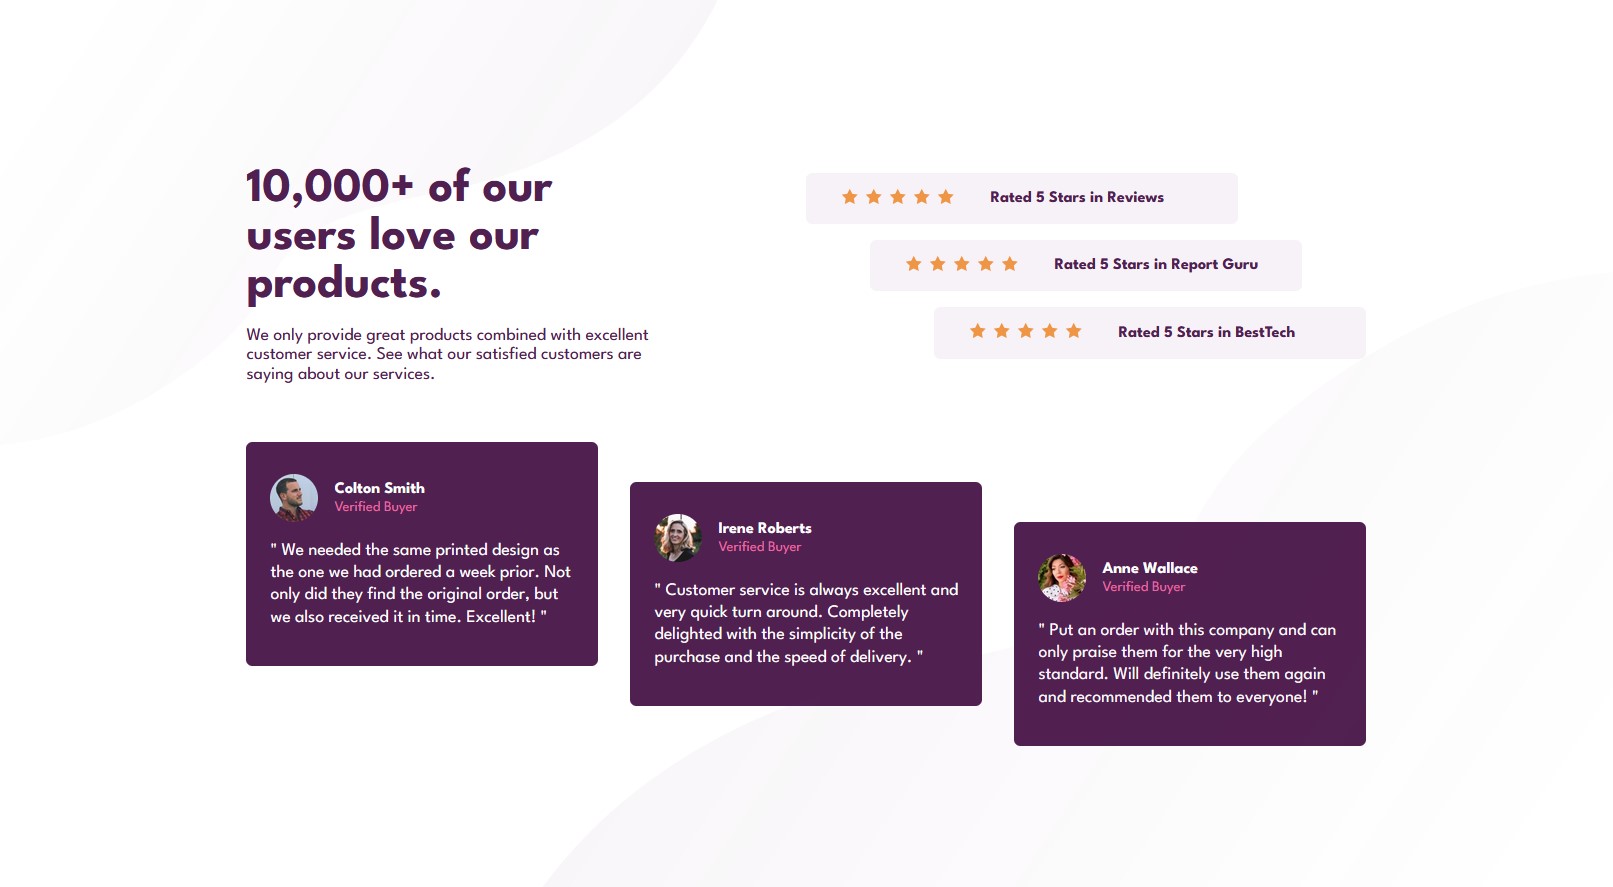 10,000+ of our
users love our
products.
We only provide great products combined with excellent
customer service. See what our satisfied customers are
saying about our services.
Rated 5 Stars in Reviews
Rated 5 Stars in Report Guru
Rated 5 Stars in BestTech
Colton Smith
Verified Buyer
" We needed the same printed design as
the one we had ordered a week prior. Not
only did they find the original order, but
we also received it in time. Excellent! "
Irene Roberts
Verified Buyer
" Customer service is always excellent and
very quick turn around. Completely
delighted with the simplicity of the
purchase and the speed of delivery. "
Anne Wallace
Verified Buyer
" Put an order with this company and can
only praise them for the very high
standard. Will definitely use them again
and recommended them to everyone! "